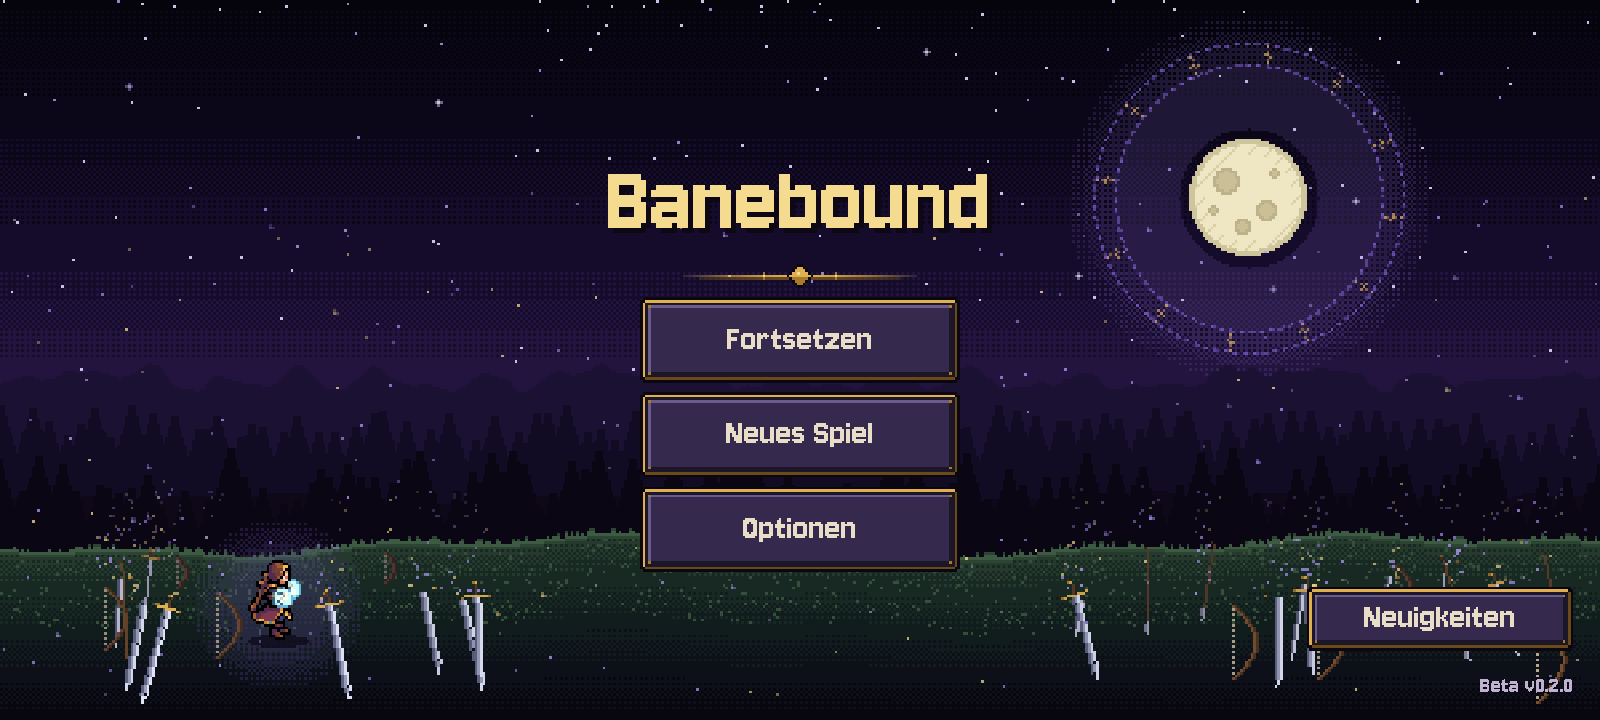 Banebound
Fortsetzen
Neues Spiel
Optionen
Neuigkeiten
Beta v0.2.0